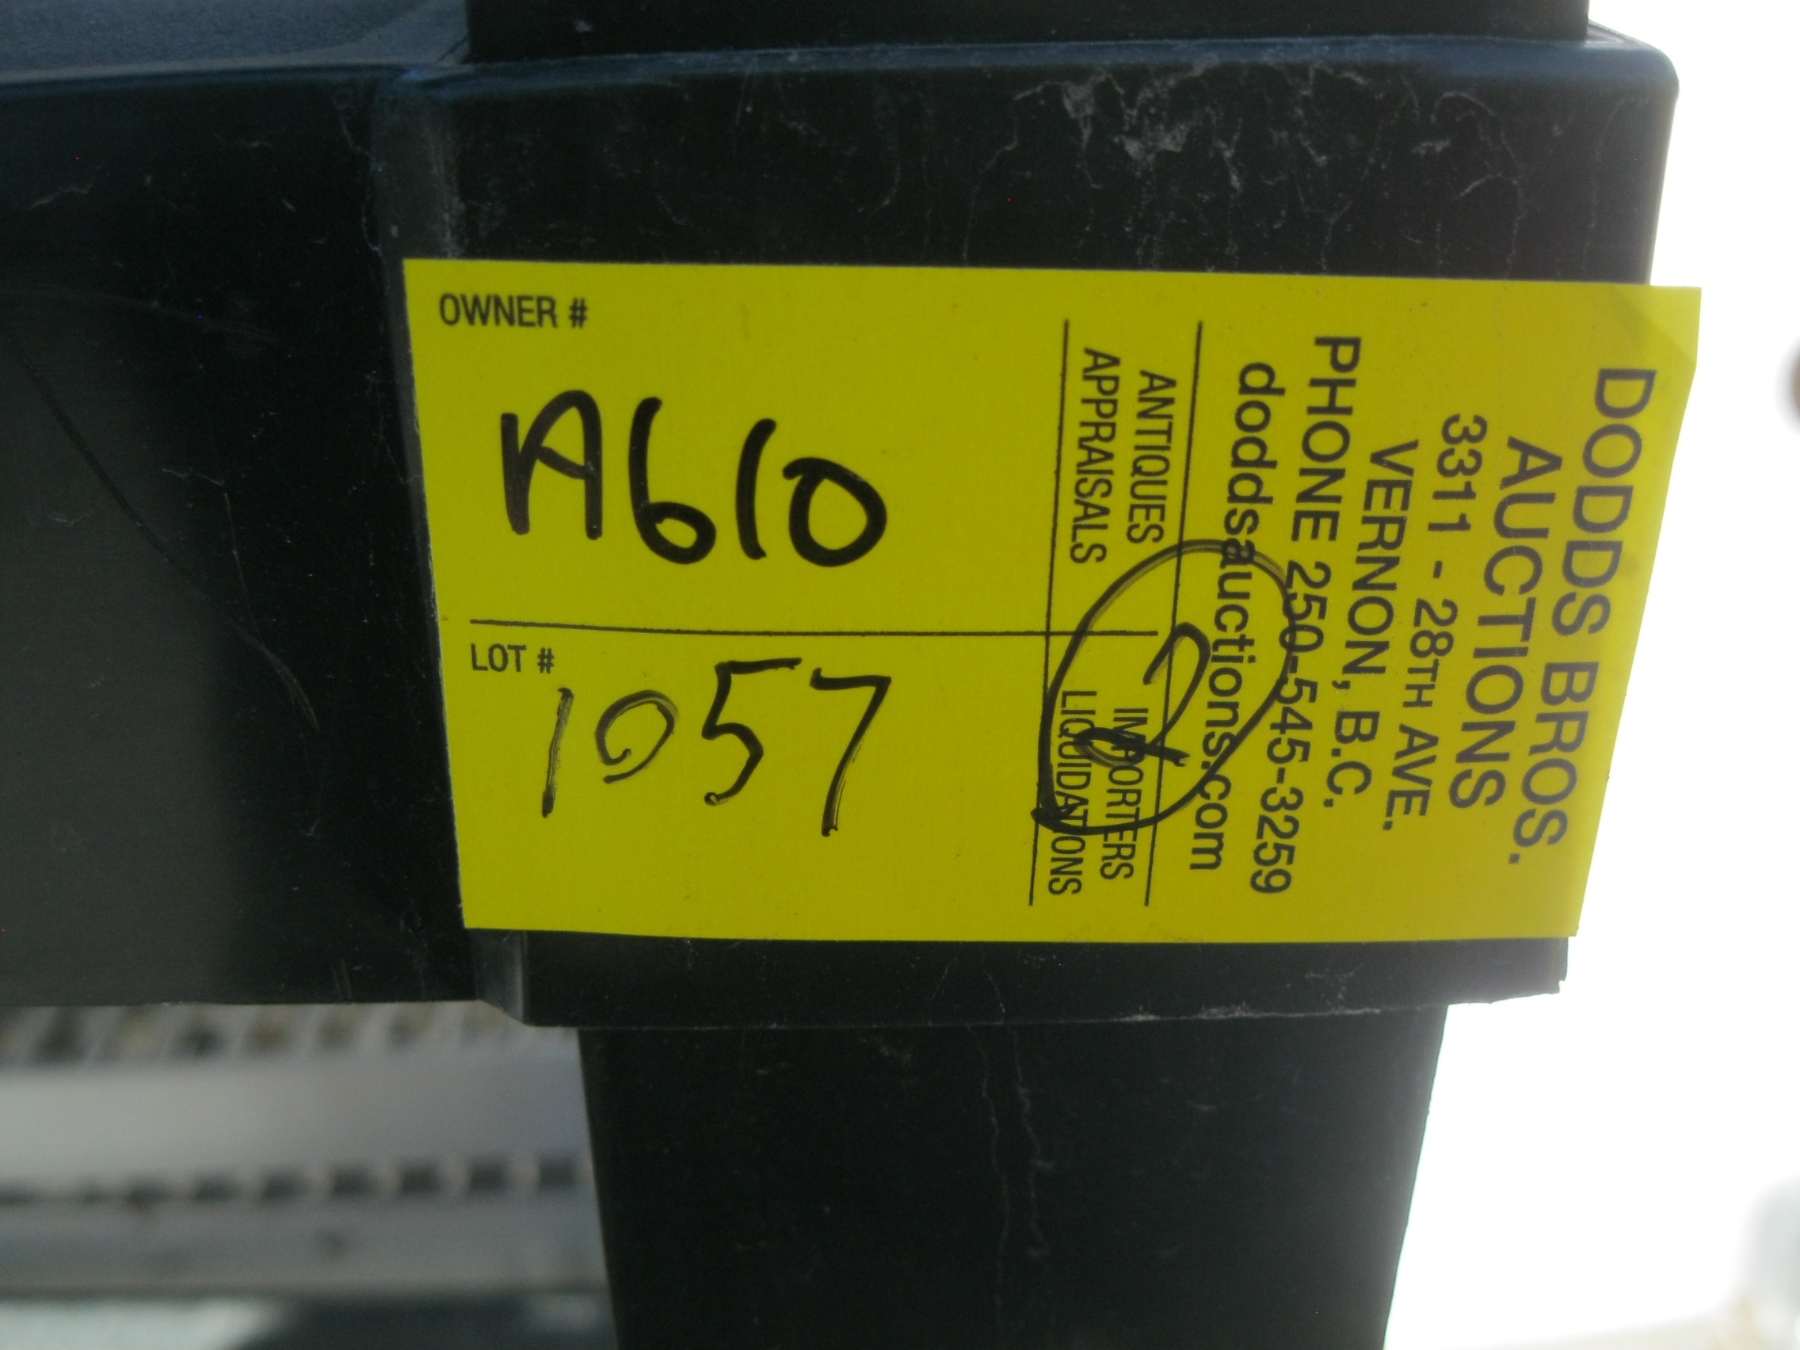 OWNER #
A610
LOT #
1057
2
DODDS BROS.
AUCTIONS
3311 - 28TH AVE.
VERNON, B.C.
PHONE 250-545-3259
doddsauctions.com
ANTIQUES IMPORTERS
APPRAISALS LIQUIDATIONS